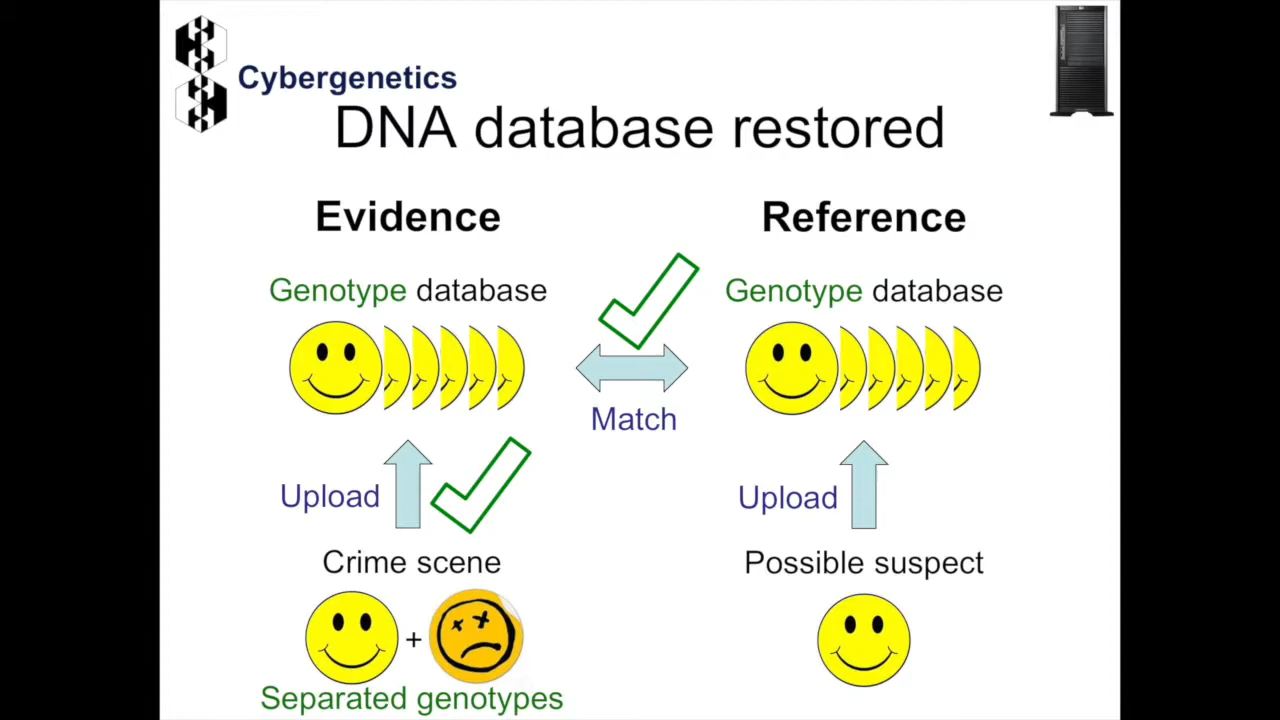 Cybergenetics
DNA database restored
Evidence
Reference
Genotype database
Genotype database
Match
Upload
Upload
Crime scene
Possible suspect
+
Separated genotypes